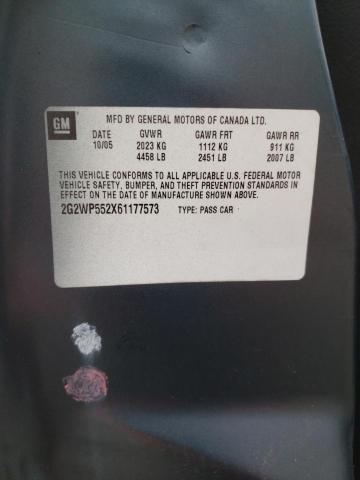 GM
MFD BY GENERAL MOTORS OF CANADA LTD.
DATE GVWR GAWR FRT GAWR RR
10/05 2023 KG 1112 KG 911 KG
4458 LB 2451 LB 2007 LB
THIS VEHICLE CONFORMS TO ALL APPLICABLE U.S. FEDERAL MOTOR
VEHICLE SAFETY, BUMPER, AND THEFT PREVENTION STANDARDS IN
EFFECT ON THE DATE OF MANUFACTURE SHOWN ABOVE.
2G2WP552X61177573 TYPE: PASS CAR